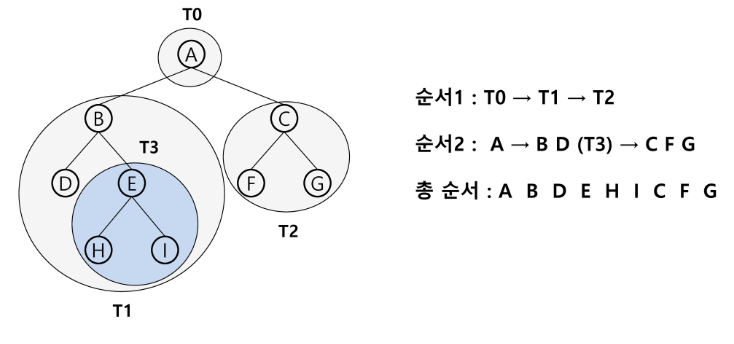 T0
A
B
C
T3
D
E
F
G
H
I
T2
T1
순서1 : T0 → T1 → T2
순서2 : A → B D (T3) → C F G
총 순서 : A B D E H I C F G